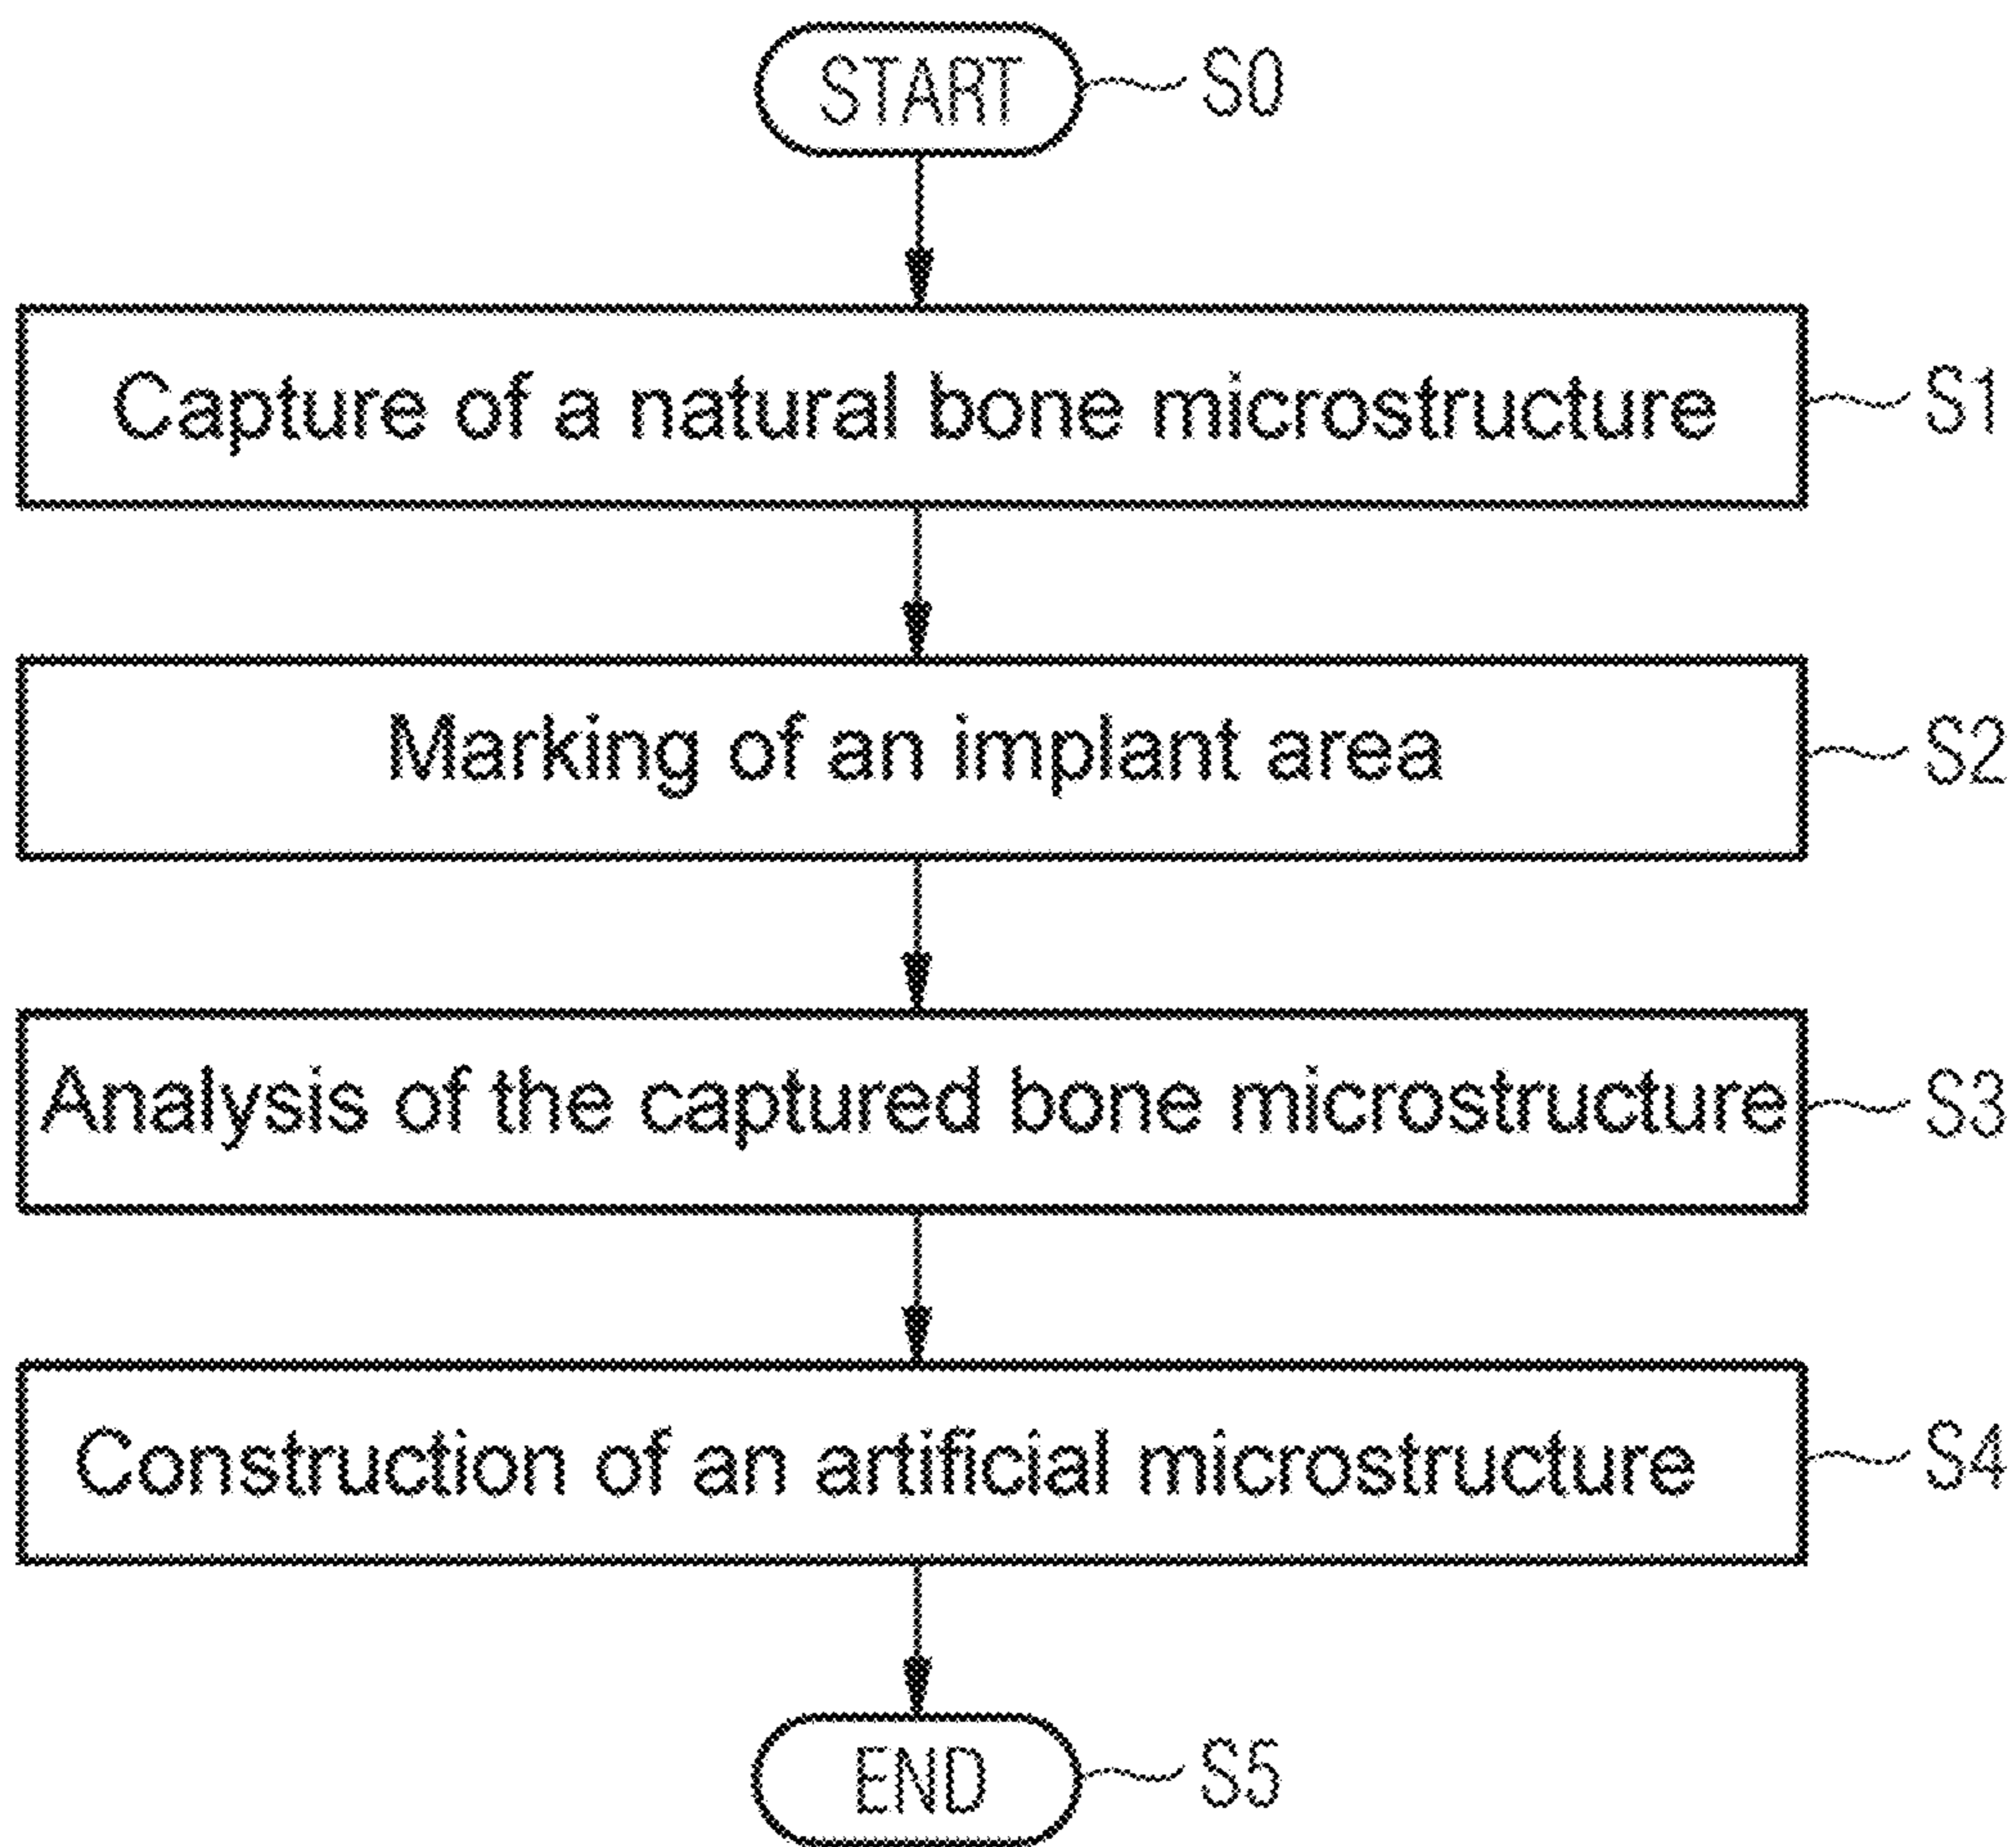 START S0
Capture of a natural bone microstructure S1
Marking of an implant area S2
Analysis of the captured bone microstructure S3
Construction of an artificial microstructure S4
END S5